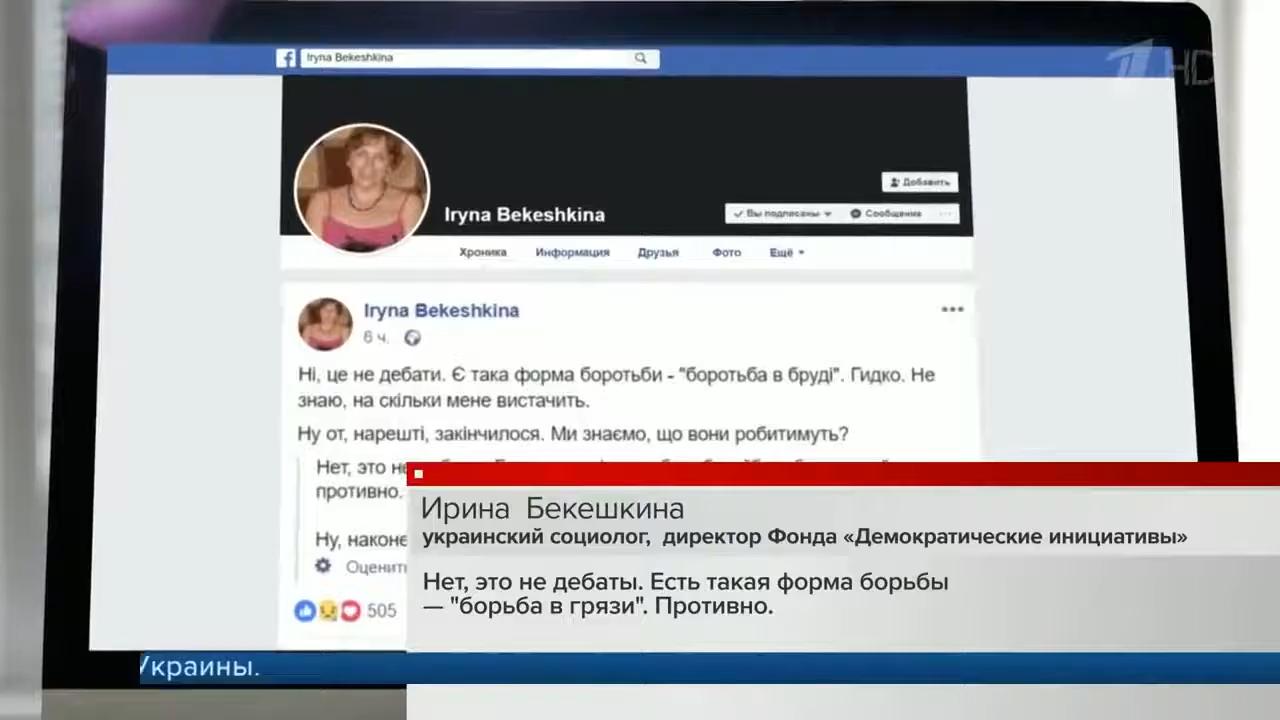 Iryna Bekeshkina
HD
Добавить
Iryna Bekeshkina
Вы подписаны
Сообщение
Хроника Информация Друзья Фото Ещё
Iryna Bekeshkina
6 ч.
Ні, це не дебати. Є така форма боротьби - "боротьба в бруді". Гидко. Не
знаю, на скільки мене вистачить.
Ну от, нарешті, закінчилося. Ми знаємо, що вони робитимуть?
Нет, это не
противно.
Ну, наконе
Оценить
505
Ирина Бекешкина
украинский социолог, директор Фонда «Демократические инициативы»
Нет, это не дебаты. Есть такая форма борьбы
— "борьба в грязи". Противно.
Украины.